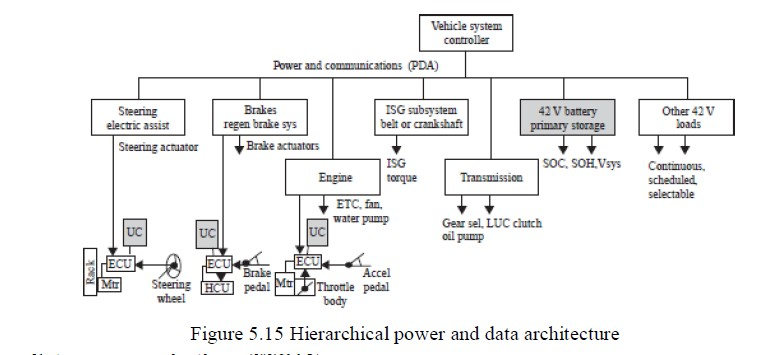 Vehicle system
controller
Power and communications (PDA)
Steering
electric assist
Brakes
regen brake sys
ISG subsystem
belt or crankshaft
42 V battery
primary storage
Other 42 V
loads
Steering actuator
Brake actuators
ISG
torque
SOC, SOH,Vsys
Continuous,
scheduled,
selectable
Engine
Transmission
ETC, fan,
water pump
Gear sel, LUC clutch
oil pump
UC
UC
UC
Rack
ECU
Mtr
Steering
wheel
ECU
HCU
Brake
pedal
ECU
Mtr
Throttle
body
Accel
pedal
Figure 5.15 Hierarchical power and data architecture